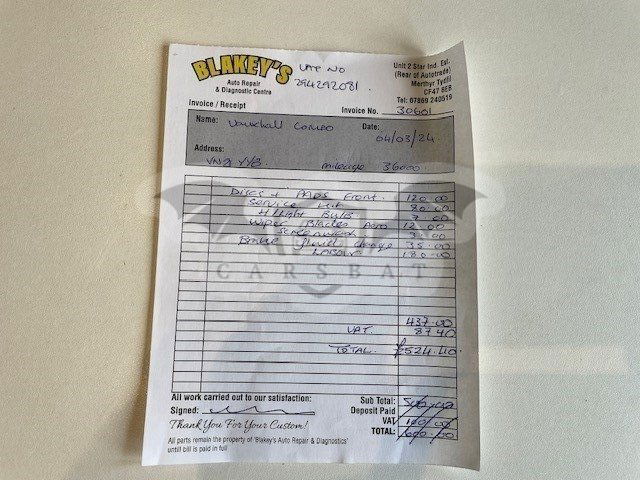 BLAKEY'S
Auto Repair
& Diagnostic Centre
VAT NO
294292081.
Unit 2 Star Ind. Est.
(Rear of Autotrade)
Merthyr Tydfil
CF47 8EB
Tel: 07869 240519
Invoice / Receipt
Invoice No. 30601
Name: Vauxhall Combo
Date: 04/03/24
Address:
mileage 36000
Discs + Pads Front. 120.00
Service Kit 80.00
H/light Bulb 7.00
Wiper Blades Aero 12.00
Screenwash
Brake fluid change 35.00
Labour 180.00
CARSBAT
437.00
VAT. 87.40
TOTAL. £524.40
All work carried out to our satisfaction:
Signed:
Thank You For Your Custom!
All parts remain the property of 'Blakey's Auto Repair & Diagnostics'
untill bill is paid in full
Sub Total:
Deposit Paid
VAT
TOTAL: